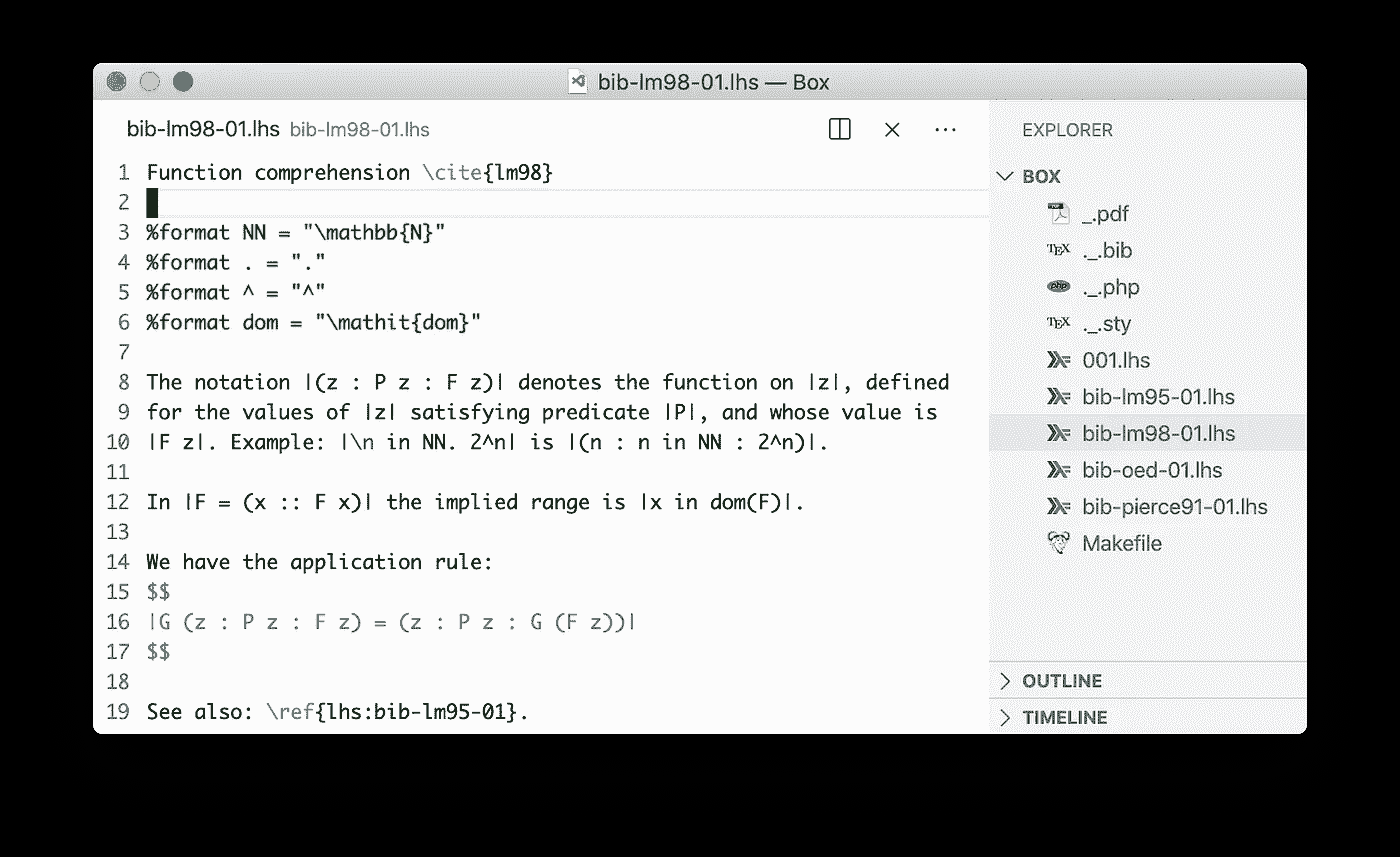 bib-lm98-01.lhs — Box
bib-lm98-01.lhs bib-lm98-01.lhs
1 Function comprehension \cite{lm98}
2
3 %format NN = "\mathbb{N}"
4 %format . = "."
5 %format ^ = "^"
6 %format dom = "\mathit{dom}"
7
8 The notation |(z : P z : F z)| denotes the function on |z|, defined
9 for the values of |z| satisfying predicate |P|, and whose value is
10 |F z|. Example: |\n in NN. 2^n| is |(n : n in NN : 2^n)|.
11
12 In |F = (x :: F x)| the implied range is |x in dom(F)|.
13
14 We have the application rule:
15 $$
16 |G (z : P z : F z) = (z : P z : G (F z))|
17 $$
18
19 See also: \ref{lhs:bib-lm95-01}.
EXPLORER
BOX
_.pdf
TEX ._.bib
php ._.php
TEX ._.sty
001.lhs
bib-lm95-01.lhs
bib-lm98-01.lhs
bib-oed-01.lhs
bib-pierce91-01.lhs
Makefile
OUTLINE
TIMELINE